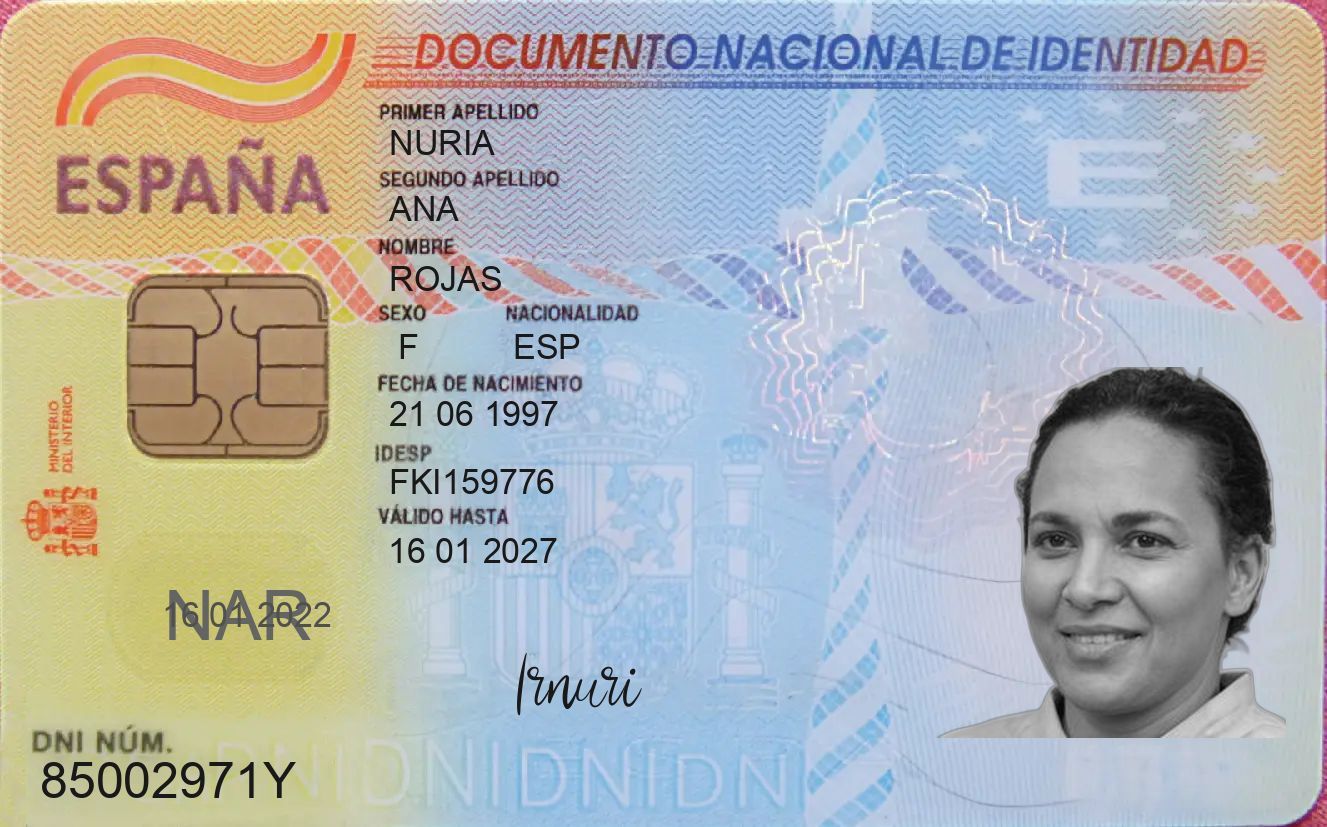 DOCUMENTO NACIONAL DE IDENTIDAD
ESPAÑA
PRIMER APELLIDO
NURIA
SEGUNDO APELLIDO
ANA
NOMBRE
ROJAS
SEXO NACIONALIDAD
F ESP
FECHA DE NACIMIENTO
21 06 1997
IDESP
FKI159776
VÁLIDO HASTA
16 01 2027
MINISTERIO
DEL INTERIOR
E
NAR
16 01 2022
Irnuri
DNI NÚM.
85002971Y
DNIDNIDNIDNI